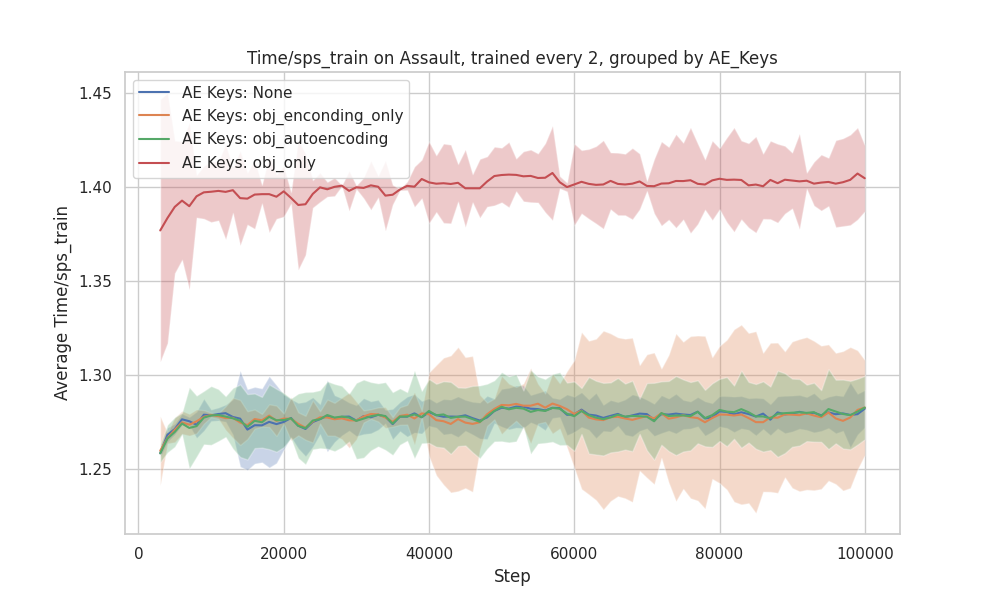 Time/sps_train on Assault, trained every 2, grouped by AE_Keys
AE Keys: None
AE Keys: obj_enconding_only
AE Keys: obj_autoencoding
AE Keys: obj_only
1.45
1.40
1.35
1.30
1.25
Average Time/sps_train
0 20000 40000 60000 80000 100000
Step